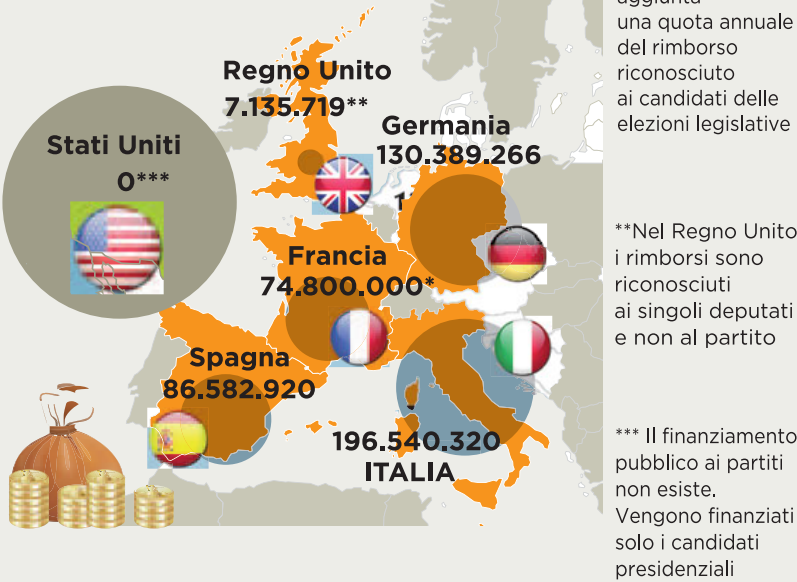 Regno Unito
7.135.719**
Germania
130.389.266
Stati Uniti
0***
Francia
74.800.000*
Spagna
86.582.920
196.540.320
ITALIA
aggiunta
una quota annuale
del rimborso
riconosciuto
ai candidati delle
elezioni legislative
**Nel Regno Unito
i rimborsi sono
riconosciuti
ai singoli deputati
e non al partito
*** Il finanziamento
pubblico ai partiti
non esiste.
Vengono finanziati
solo i candidati
presidenziali